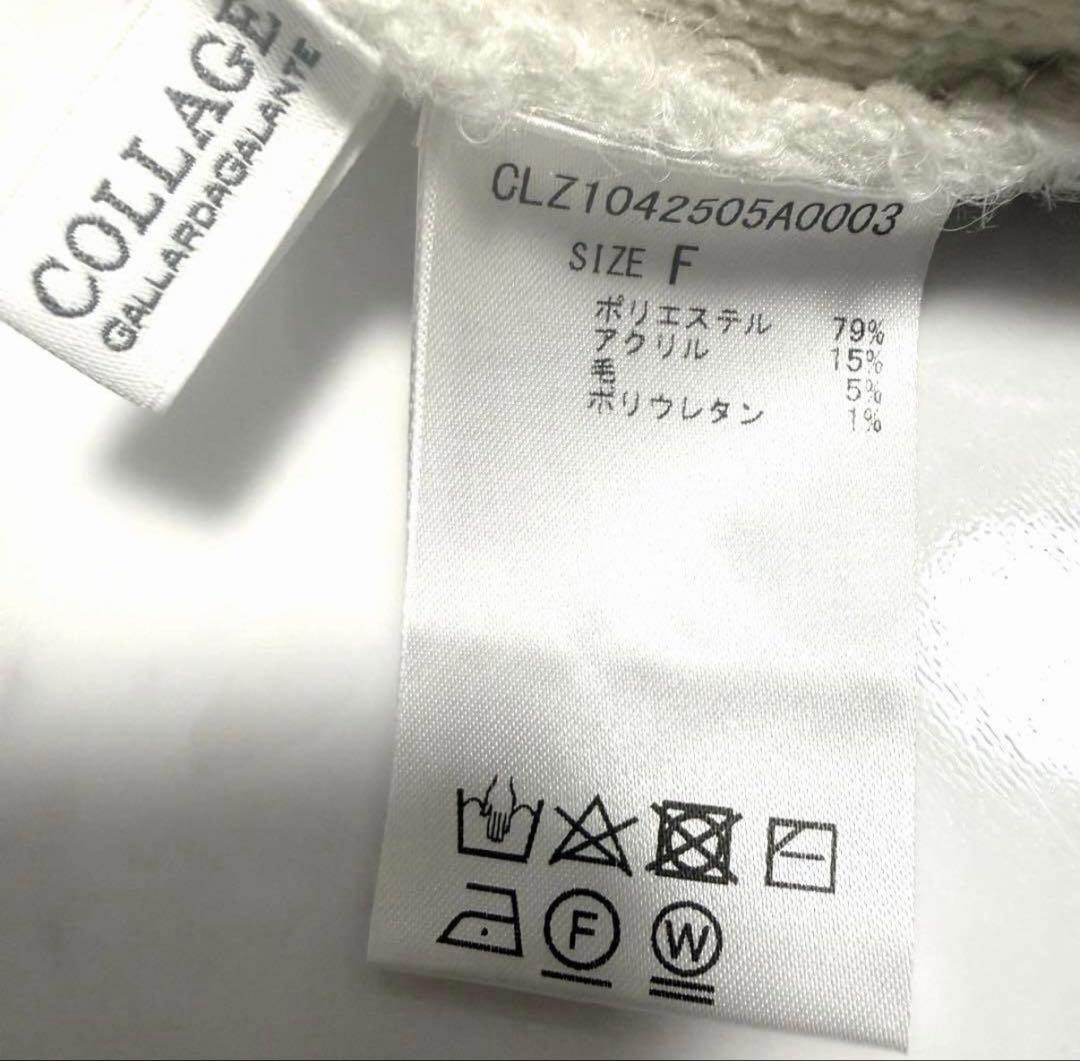 COLLAGE
GALLARDAGALANTE
CLZ1042505A0003
SIZE F
ポリエステル 79%
アクリル 15%
毛 5%
ポリウレタン 1%
F
W